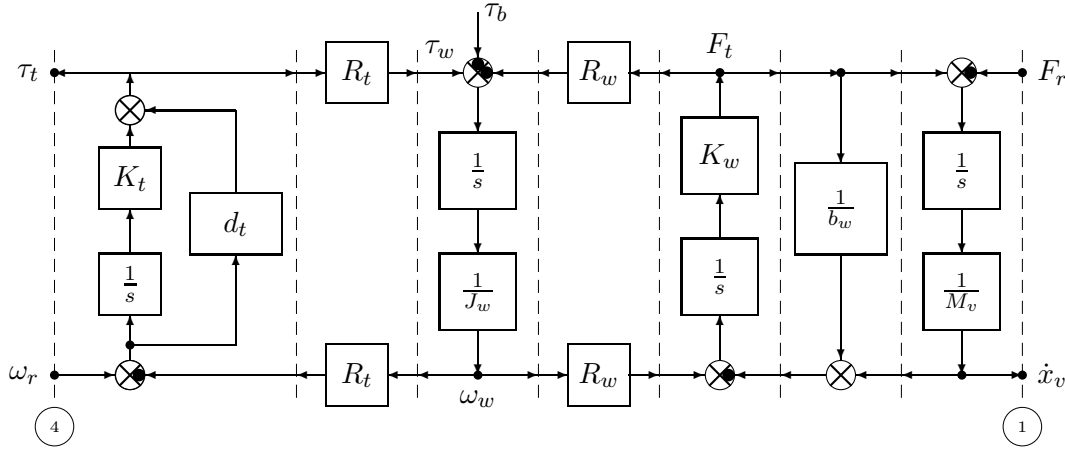 τ_b
τ_t R_t τ_w R_w F_t F_r
K_t d_t 1/s K_w 1/b_w 1/s
1/s 1/J_w 1/s 1/M_v
ω_r R_t ω_w R_w ẋ_v
4 1